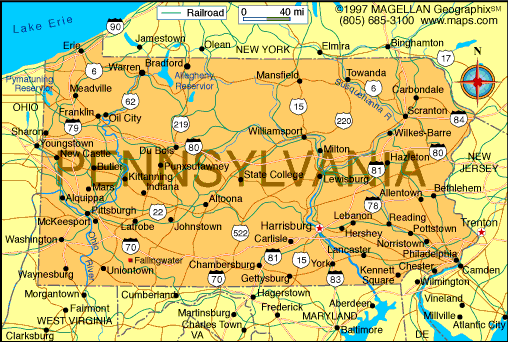 ©1997 MAGELLAN Geographix℠
(805) 685-3100 www.maps.com
Railroad
0 40 mi
Lake Erie
90
Jamestown
Olean
NEW YORK
Elmira
Binghamton
N
17
Erie
6
Warren
Bradford
Allegheny
Reservoir
Mansfield
Towanda
6
Pymatuning
Reservoir
Meadville
62
Susquehanna R.
Carbondale
OHIO
Franklin
Oil City
15
220
Scranton
84
Sharon
79
219
Williamsport
Wilkes-Barre
Youngstown
80
Du Bois
Milton
80
New Castle
Punxsutawney
Hazleton
NEW
JERSEY
Butler
81
PENNSYLVANIA
Kittanning
State College
Lewisburg
Mars
Indiana
Allentown
Bethlehem
Aliquippa
Altoona
78
Pittsburgh
22
McKeesport
Latrobe
Johnstown
Lebanon
Reading
522
Harrisburg
Hershey
Pottstown
Trenton
Washington
Ohio River
70
Carlisle
Norristown
Fallingwater
Lancaster
Philadelphia
Waynesburg
Uniontown
Chambersburg
81
15
York
Kennett
Square
Chester
Camden
70
Gettysburg
83
Wilmington
Morgantown
Cumberland
Hagerstown
Aberdeen
Vineland
Fairmont
Martinsburg
Frederick
MARYLAND
WEST VIRGINIA
Charles Town
Millville
Atlantic City
Clarksburg
VA
Baltimore
DE